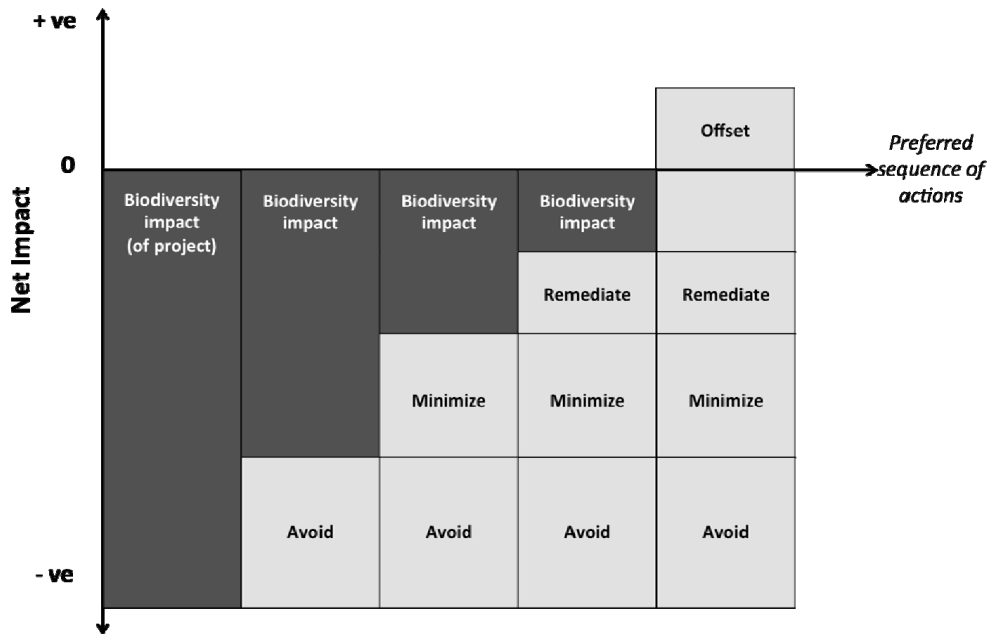 + ve
Offset
Preferred
sequence of
actions
0
Net Impact
Biodiversity
impact
(of project)
Biodiversity
impact
Biodiversity
impact
Biodiversity
impact
Remediate
Remediate
Minimize
Minimize
Minimize
Avoid
Avoid
Avoid
Avoid
- ve